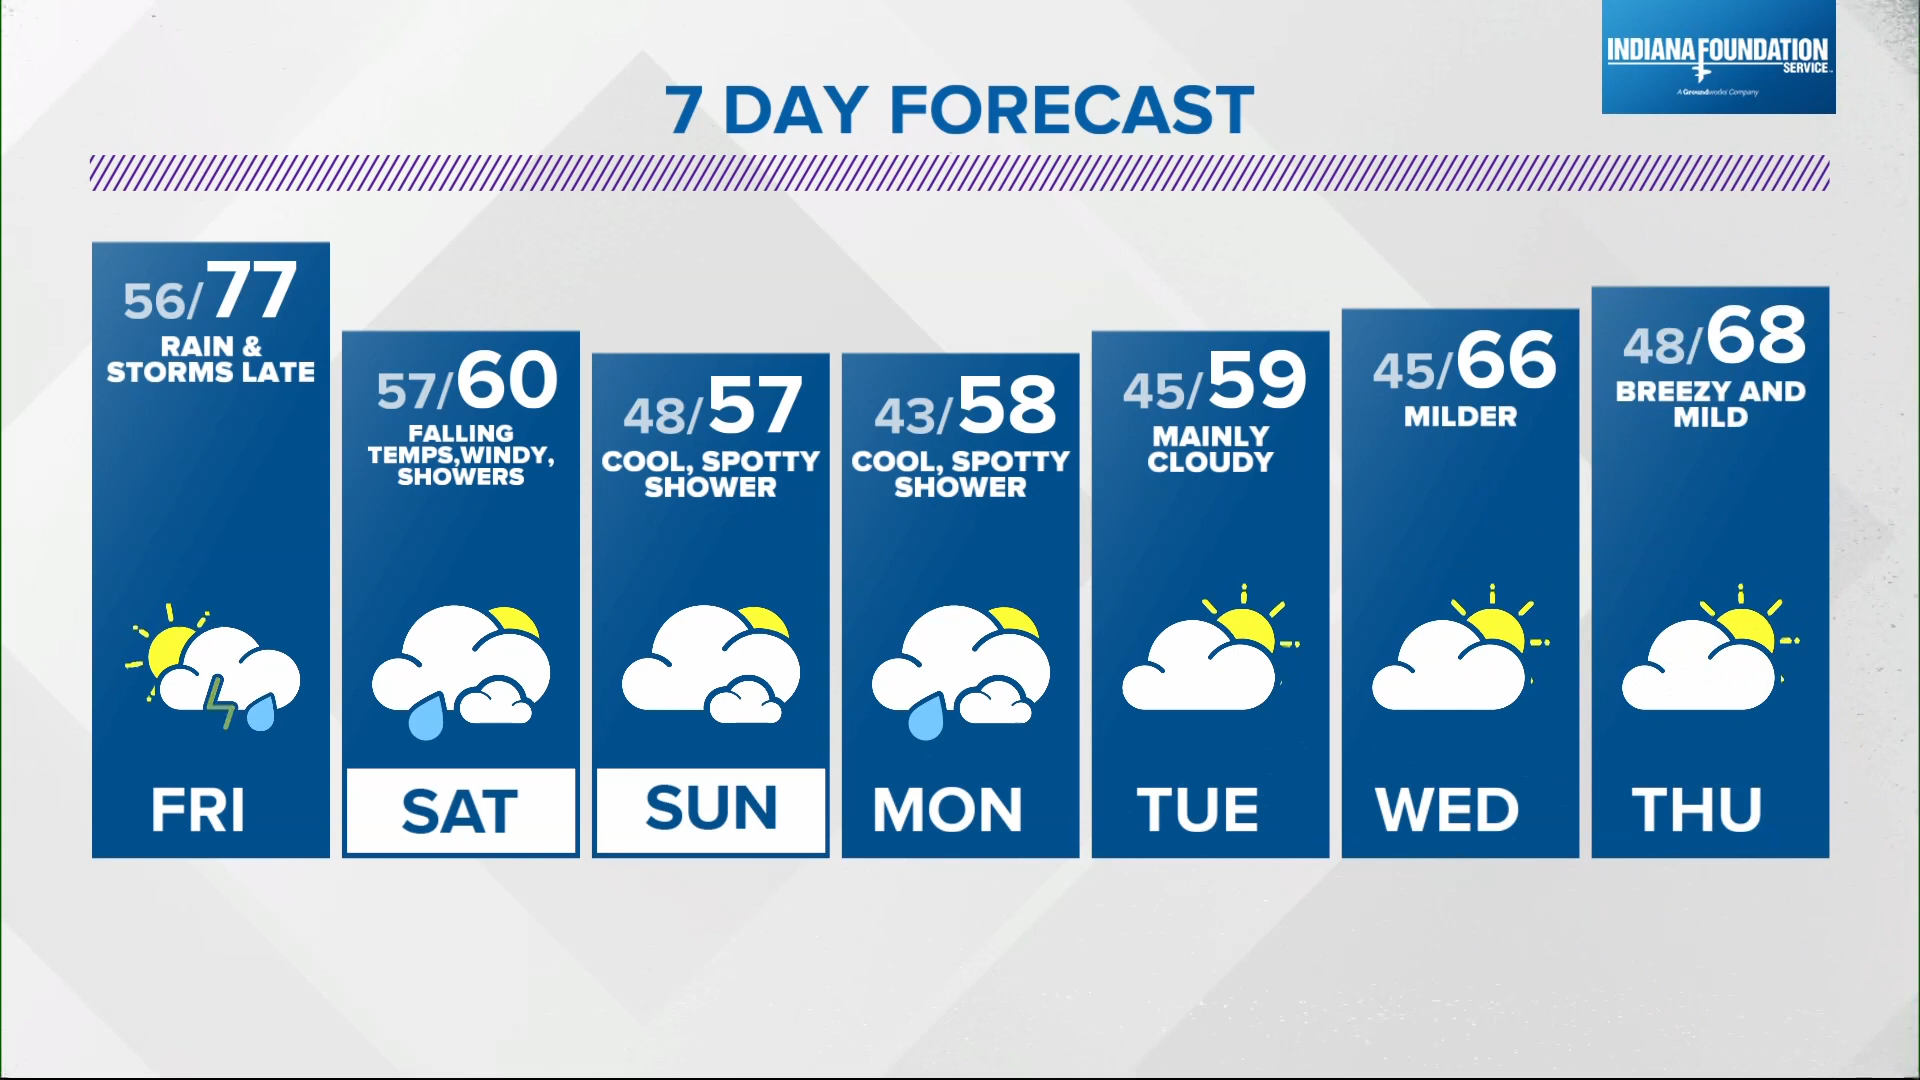 INDIANA FOUNDATION
SERVICE
A Groundworks Company
7 DAY FORECAST
56/77
RAIN &
STORMS LATE
FRI
57/60
FALLING
TEMPS,WINDY,
SHOWERS
SAT
48/57
COOL, SPOTTY
SHOWER
SUN
43/58
COOL, SPOTTY
SHOWER
MON
45/59
MAINLY
CLOUDY
TUE
45/66
MILDER
WED
48/68
BREEZY AND
MILD
THU